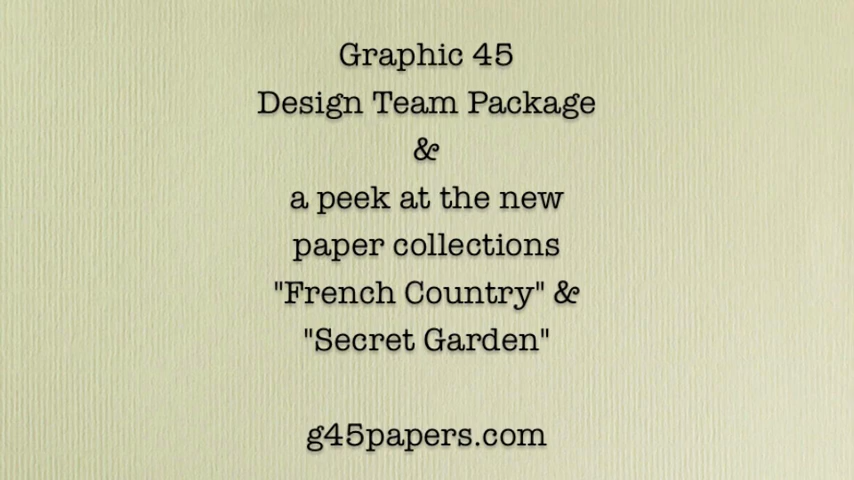 Graphic 45
Design Team Package
&
a peek at the new
paper collections
"French Country" &
"Secret Garden"
g45papers.com